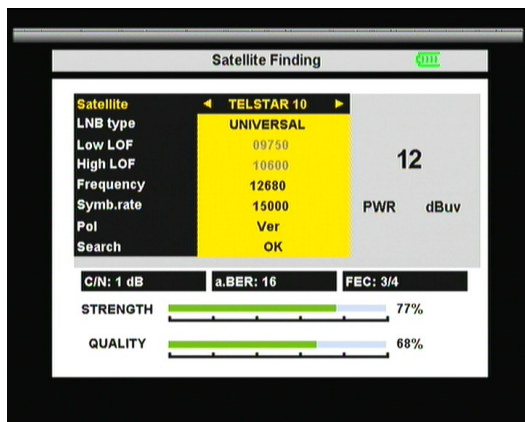 Satellite Finding
Satellite ◄ TELSTAR 10 ►
LNB type UNIVERSAL
Low LOF 09750
High LOF 10600
Frequency 12680
Symb.rate 15000
Pol Ver
Search OK
12
PWR dBuv
C/N: 1 dB a.BER: 16 FEC: 3/4
STRENGTH 77%
QUALITY 68%